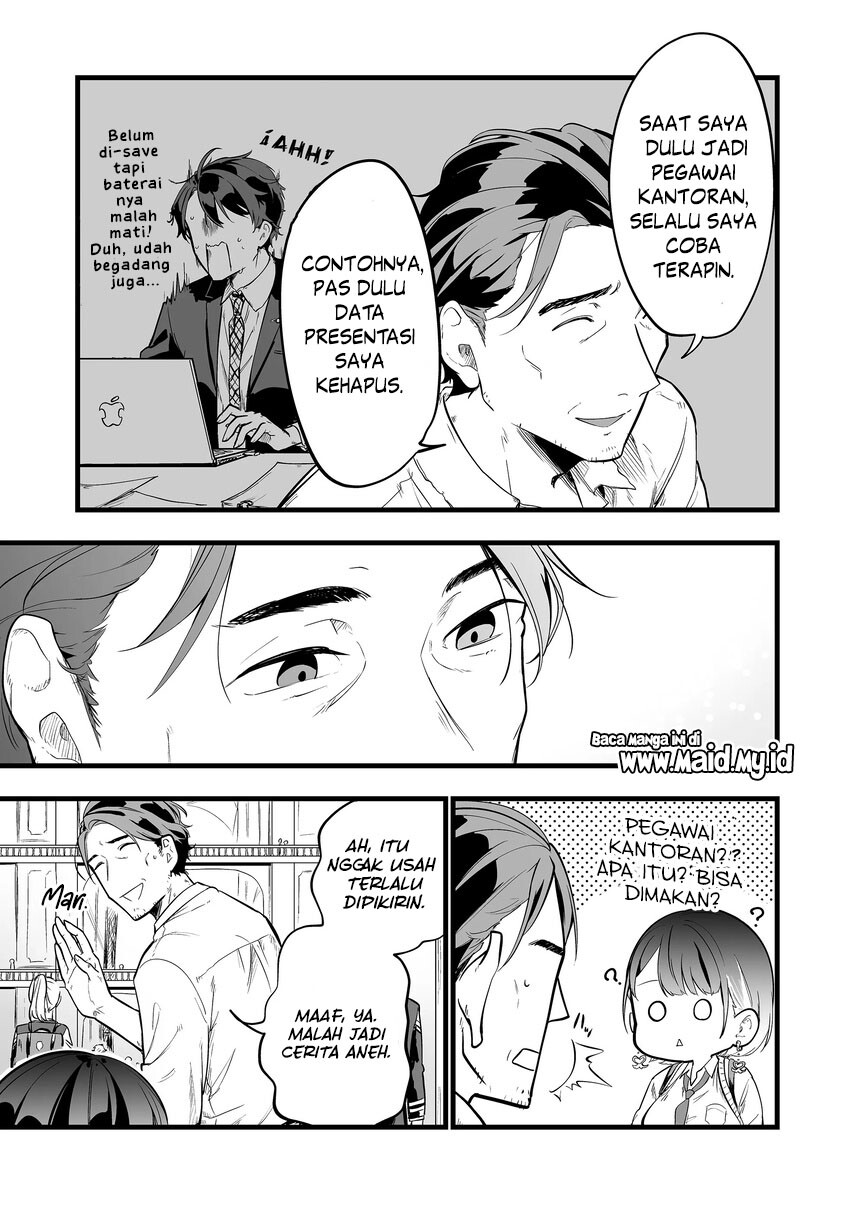 SAAT SAYA
DULU JADI
PEGAWAI
KANTORAN,
SELALU SAYA
COBA
TERAPIN.
CONTOHNYA,
PAS DULU
DATA
PRESENTASI
SAYA
KEHAPUS.
¡AHH!
Belum
di-save
tapi
baterai
nya
malah
mati!
Duh, udah
begadang
juga...
Baca Manga ini di
www.Maid.My.id
PEGAWAI
KANTORAN??
APA ITU? BISA
DIMAKAN?
?
?
AH, ITU
NGGAK USAH
TERLALU
DIPIKIRIN.
MAAF, YA.
MALAH JADI
CERITA ANEH.
Mari.